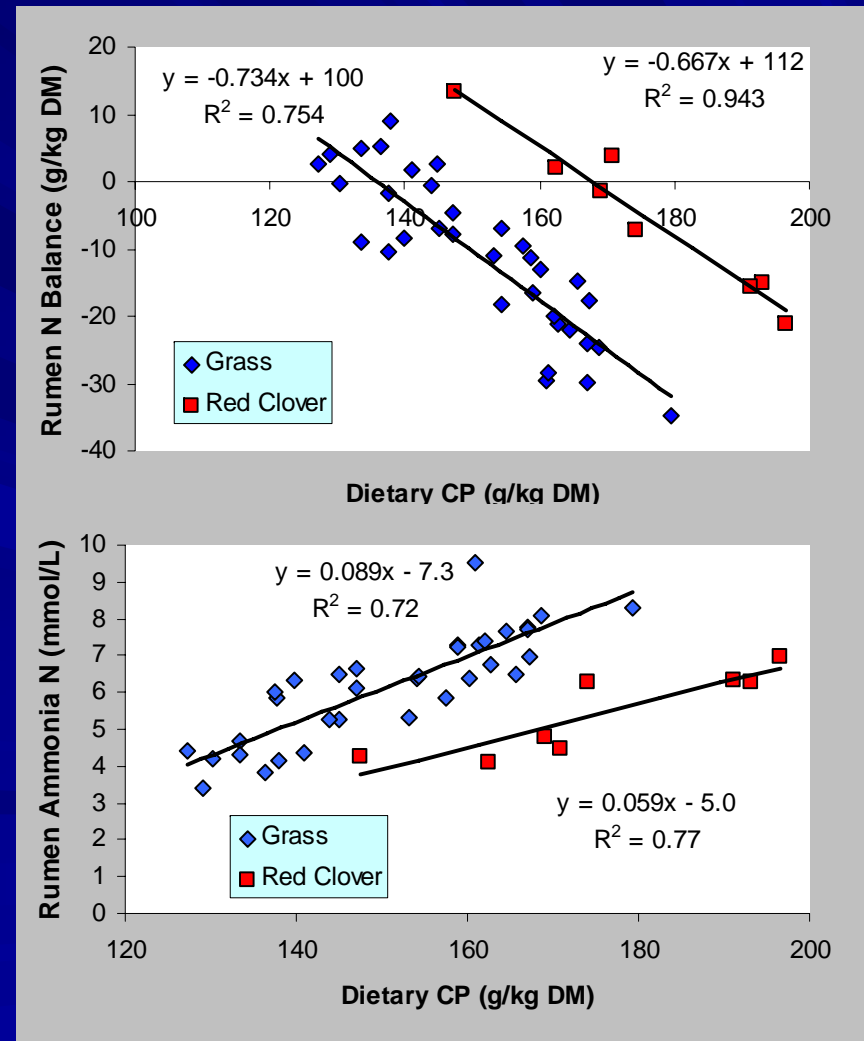 y = -0.734x + 100
R² = 0.754
y = -0.667x + 112
R² = 0.943
Rumen N Balance (g/kg DM)
20
10
0
-10
-20
-30
-40
100
120
140
160
180
200
Grass
Red Clover
Dietary CP (g/kg DM)
y = 0.089x - 7.3
R² = 0.72
y = 0.059x - 5.0
R² = 0.77
Rumen Ammonia N (mmol/L)
10
9
8
7
6
5
4
3
2
1
0
Grass
Red Clover
120
140
160
180
200
Dietary CP (g/kg DM)